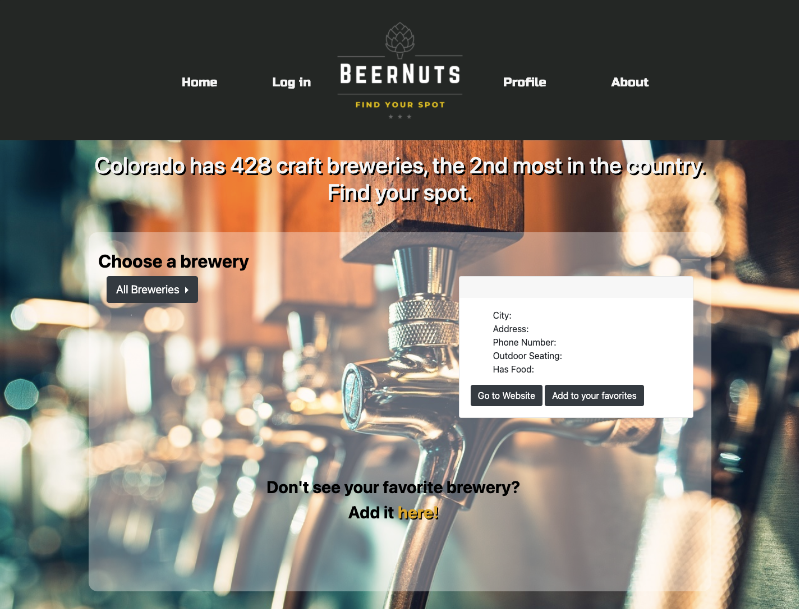 Home
Log in
BEERNUTS
FIND YOUR SPOT
Profile
About
Colorado has 428 craft breweries, the 2nd most in the country.
Find your spot.
Choose a brewery
All Breweries
City:
Address:
Phone Number:
Outdoor Seating:
Has Food:
Go to Website
Add to your favorites
Don't see your favorite brewery?
Add it here!